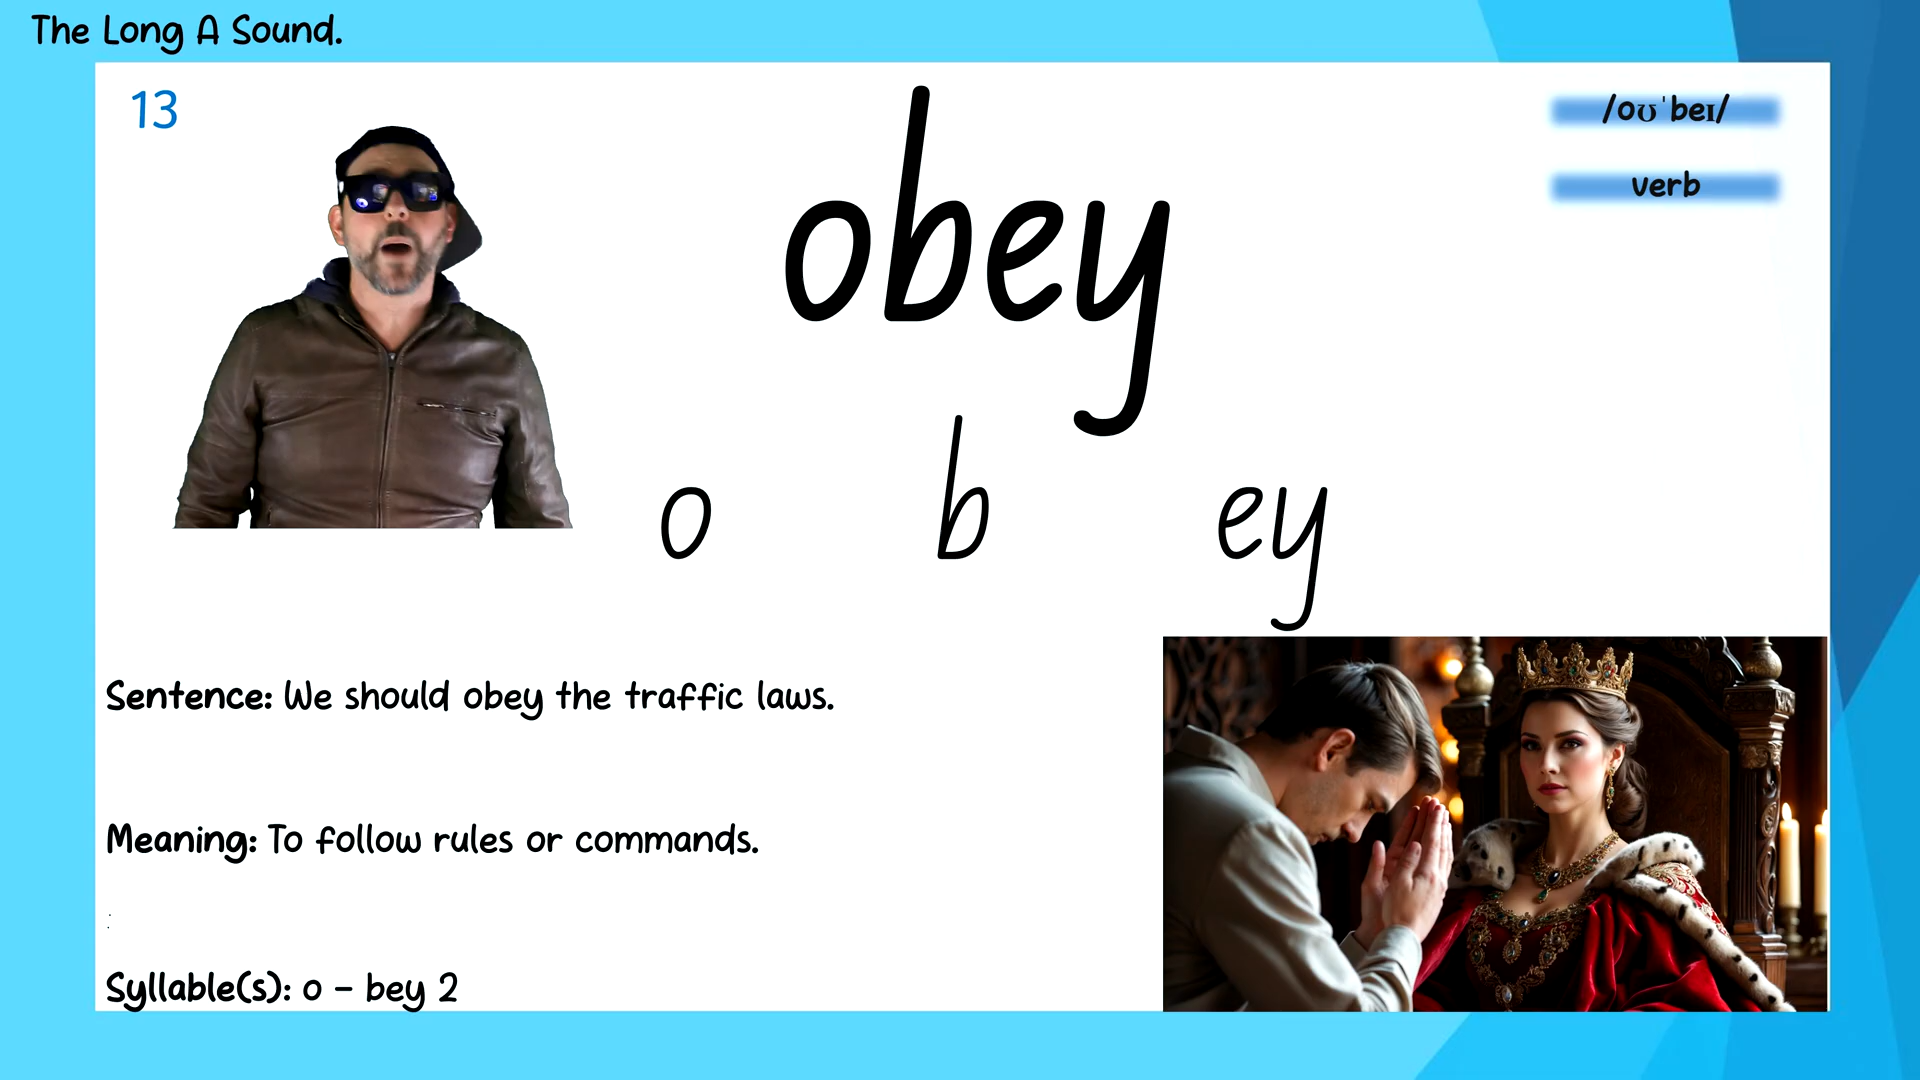 The Long A Sound.
13
obey
/oʊˈbeɪ/
verb
o b ey
Sentence: We should obey the traffic laws.
Meaning: To follow rules or commands.
:
Syllable(s): o - bey 2